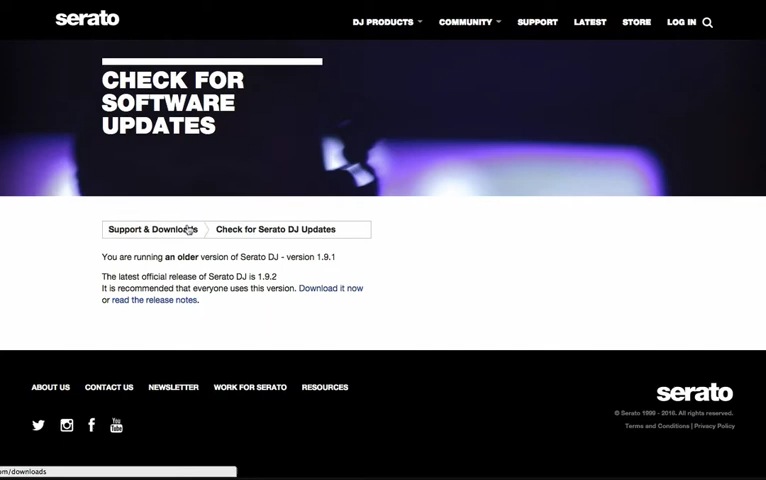 serato
DJ PRODUCTS COMMUNITY SUPPORT LATEST STORE LOG IN
CHECK FOR
SOFTWARE
UPDATES
Support & Downloads Check for Serato DJ Updates
You are running an older version of Serato DJ - version 1.9.1
The latest official release of Serato DJ is 1.9.2
It is recommended that everyone uses this version. Download it now
or read the release notes.
ABOUT US CONTACT US NEWSLETTER WORK FOR SERATO RESOURCES
serato
© Serato 1998 - 2016. All rights reserved.
Terms and Conditions | Privacy Policy
You Tube
om/downloads